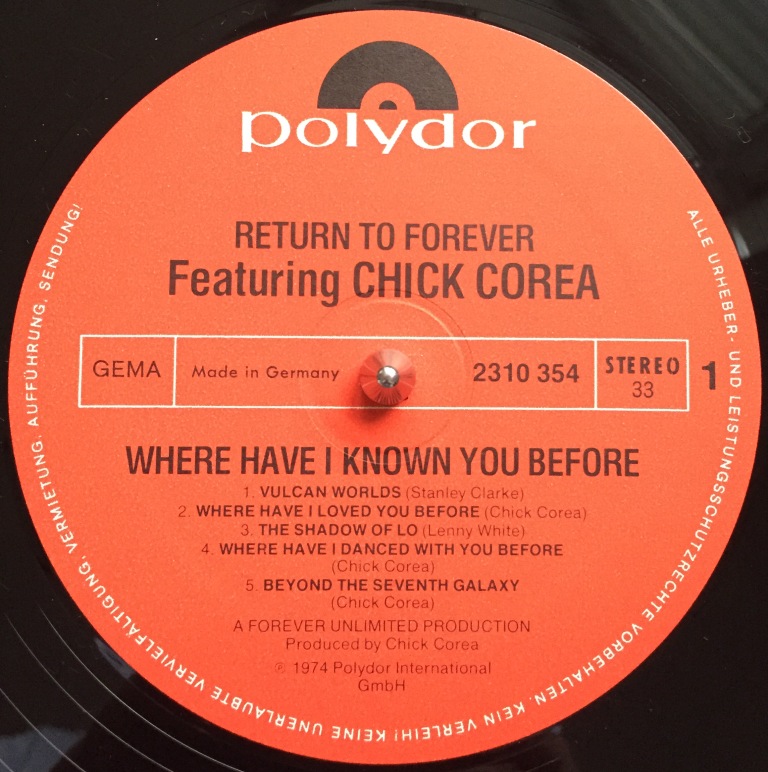 polydor
RETURN TO FOREVER
Featuring CHICK COREA
GEMA
Made in Germany
2310 354
STEREO
33
1
WHERE HAVE I KNOWN YOU BEFORE
1. VULCAN WORLDS (Stanley Clarke)
2. WHERE HAVE I LOVED YOU BEFORE (Chick Corea)
3. THE SHADOW OF LO (Lenny White)
4. WHERE HAVE I DANCED WITH YOU BEFORE
(Chick Corea)
5. BEYOND THE SEVENTH GALAXY
(Chick Corea)
A FOREVER UNLIMITED PRODUCTION
Produced by Chick Corea
℗ 1974 Polydor International
GmbH
ALLE URHEBER- UND LEISTUNGSSCHUTZRECHTE VORBEHALTEN. KEIN VERLEIH! KEINE UNERLAUBTE VERVIELFÄLTIGUNG, VERMIETUNG, AUFFÜHRUNG, SENDUNG!